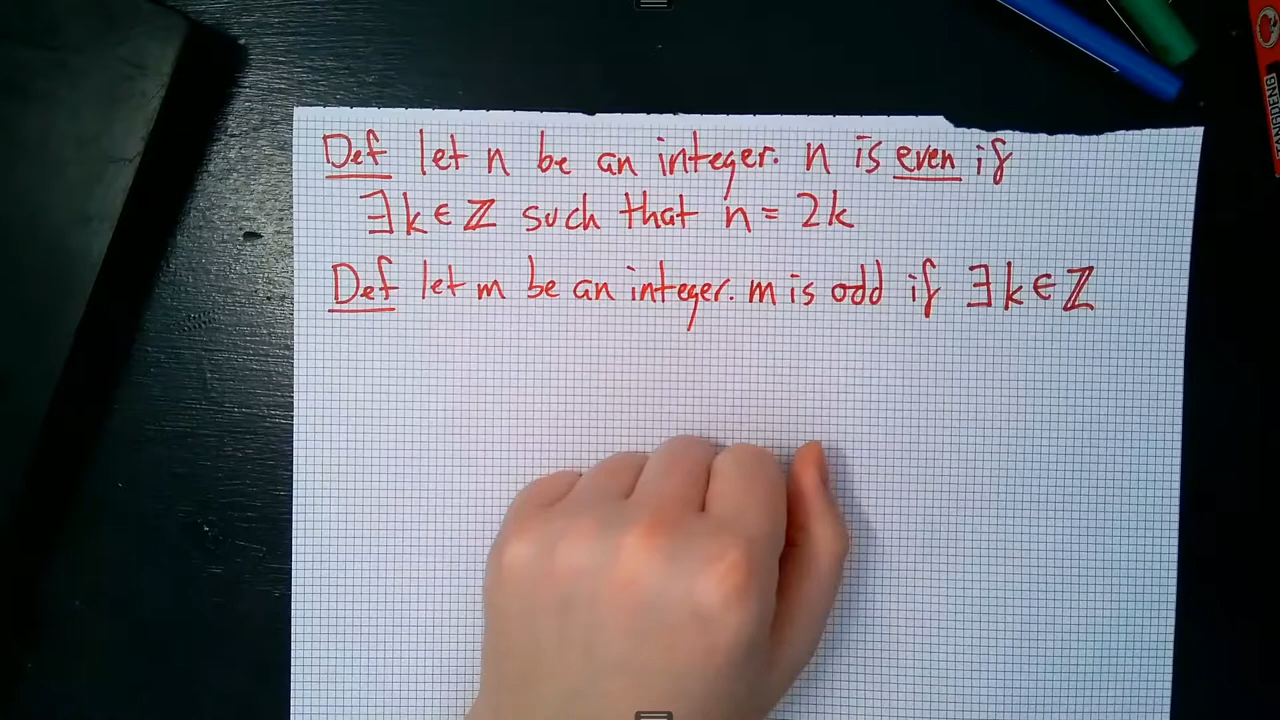 Def let n be an integer. n is even if
∃k∈ℤ such that n = 2k
Def let m be an integer. m is odd if ∃k∈ℤ